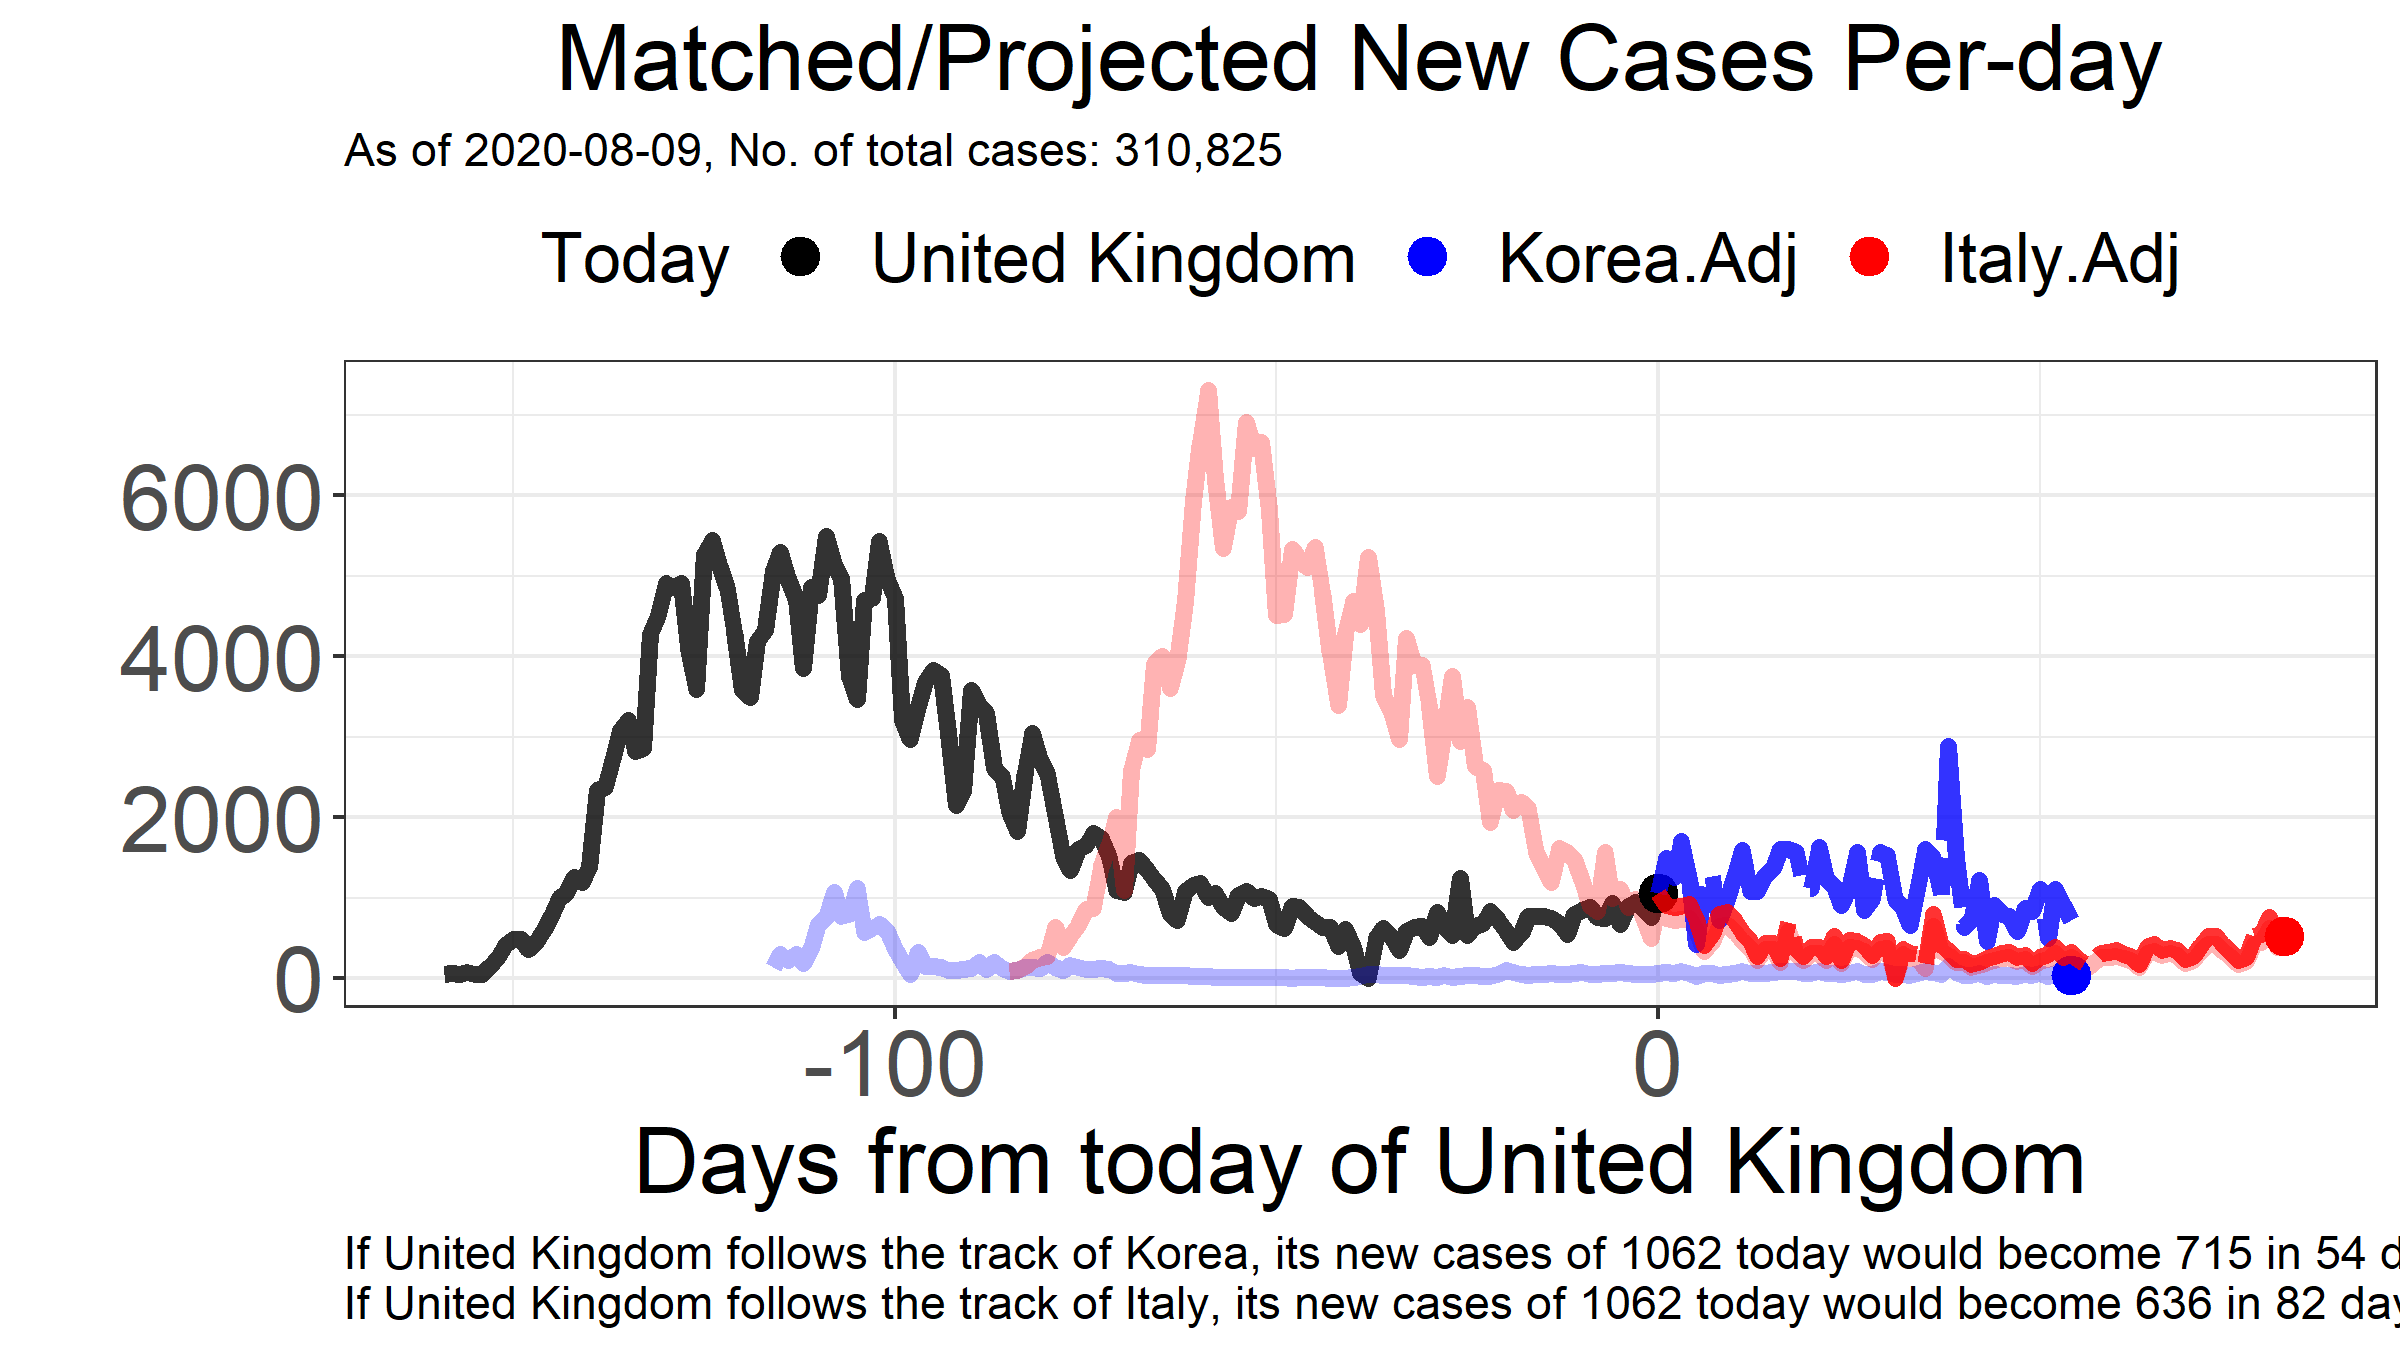 Matched/Projected New Cases Per-day
As of 2020-08-09, No. of total cases: 310,825
Today United Kingdom Korea.Adj Italy.Adj
6000
4000
2000
0
-100 0
Days from today of United Kingdom
If United Kingdom follows the track of Korea, its new cases of 1062 today would become 715 in 54 d
If United Kingdom follows the track of Italy, its new cases of 1062 today would become 636 in 82 day